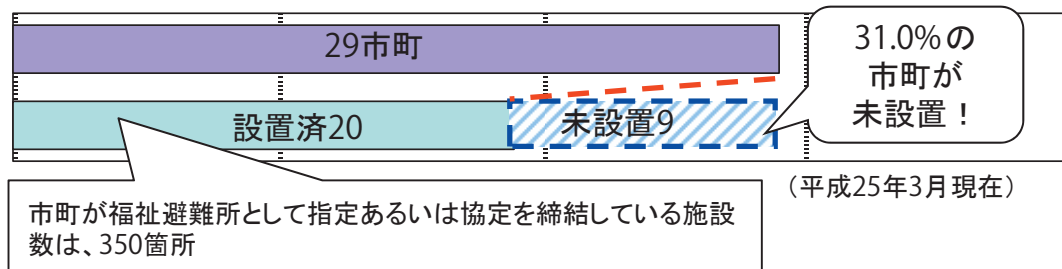 29市町
31.0%の
市町が
未設置！
設置済20
未設置9
（平成25年3月現在）
市町が福祉避難所として指定あるいは協定を締結している施設
数は、350箇所